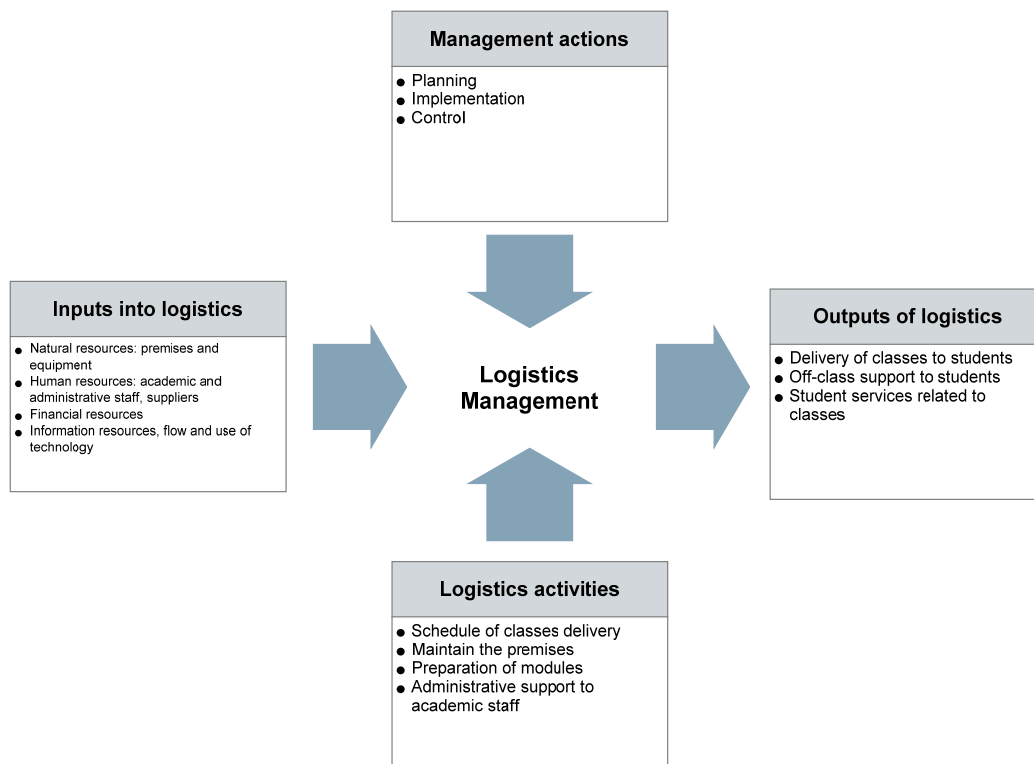 Management actions
● Planning
● Implementation
● Control
Inputs into logistics
● Natural resources: premises and
equipment
● Human resources: academic and
administrative staff, suppliers
● Financial resources
● Information resources, flow and use of
technology
Logistics
Management
Outputs of logistics
● Delivery of classes to students
● Off-class support to students
● Student services related to
classes
Logistics activities
● Schedule of classes delivery
● Maintain the premises
● Preparation of modules
● Administrative support to
academic staff